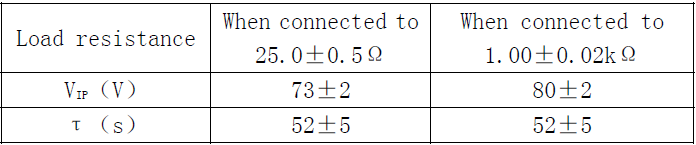 Load resistance
When connected to
25.0±0.5Ω
When connected to
1.00±0.02kΩ
VIP (V)
73±2
80±2
τ (s)
52±5
52±5